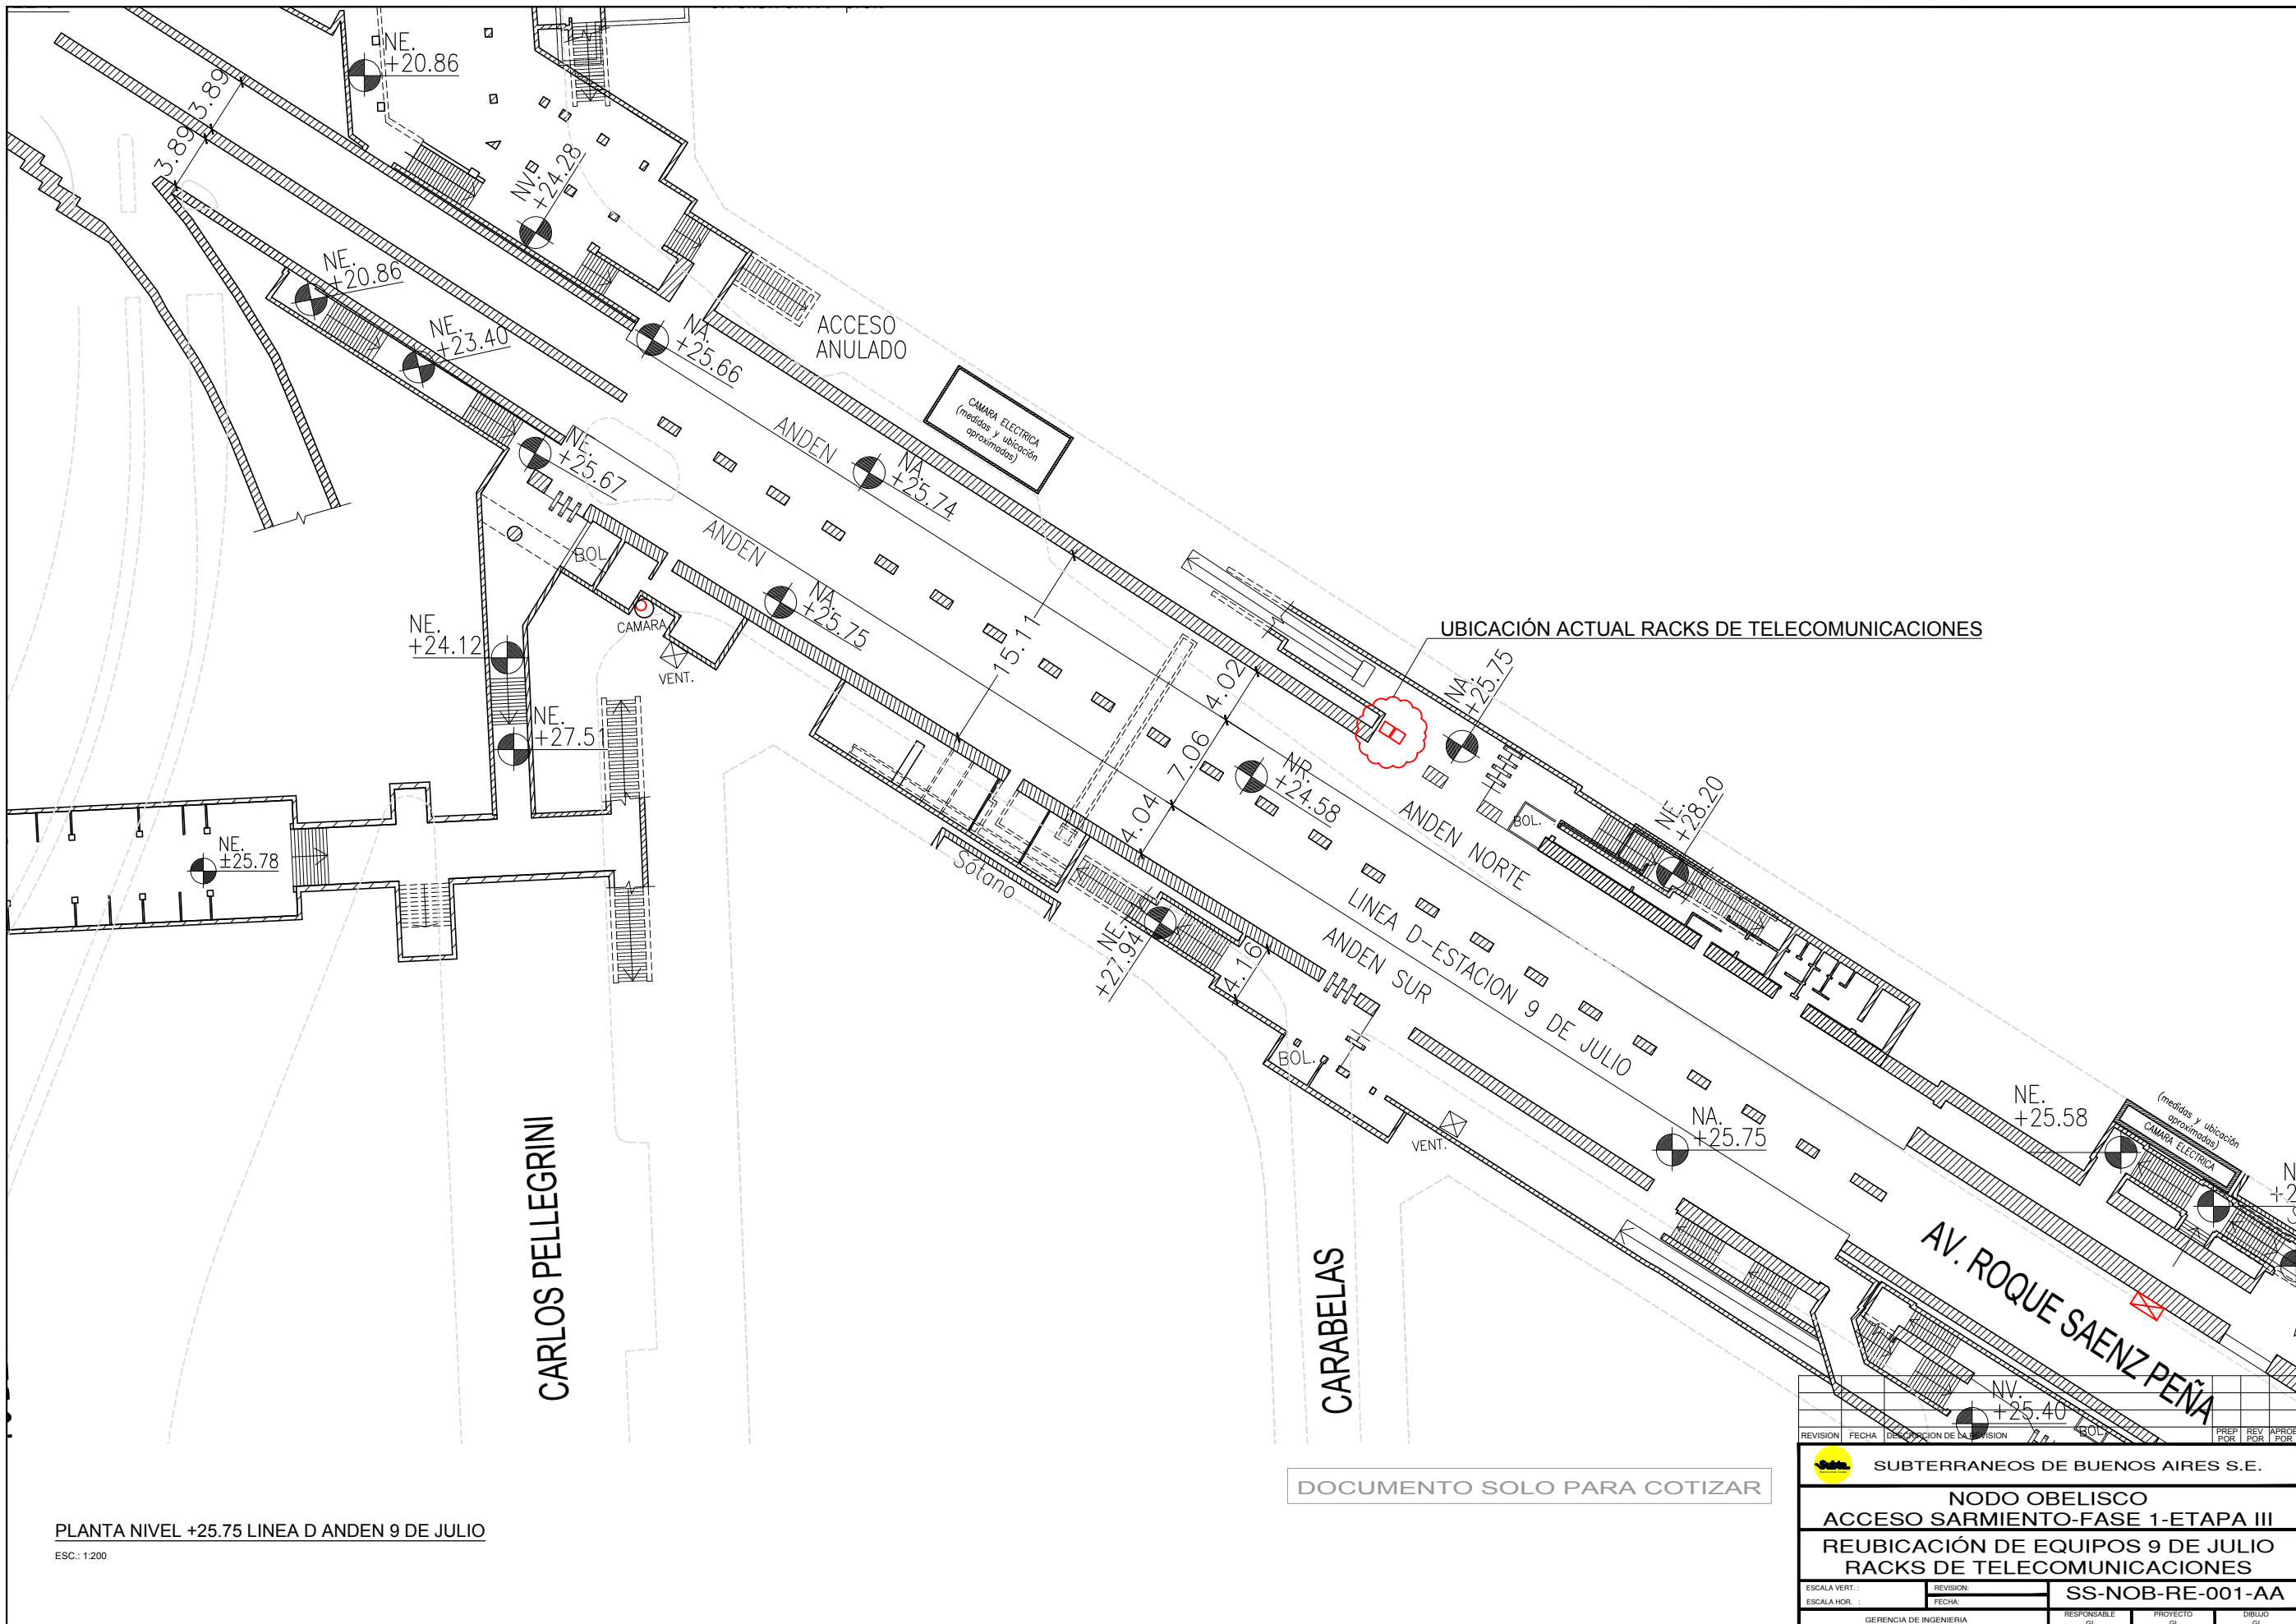 NE.
+20.86
3.89
3.89
NV.
+24.28
NE.
+20.86
NE.
+23.40
NA.
+25.66
ACCESO
ANULADO
CAMARA ELECTRICA
(medidas y ubicación
aproximadas)
ANDEN
NA.
+25.74
NE.
+25.67
ANDEN
BOL.
NA.
+25.75
CAMARA
VENT.
NE.
+24.12
15.11
UBICACIÓN ACTUAL RACKS DE TELECOMUNICACIONES
NA.
+25.75
4.02
7.06
4.04
NE.
+27.51
NR.
+24.58
ANDEN NORTE
BOL.
NE.
+28.20
NE.
±25.78
Sótano
LINEA D-ESTACION 9 DE JULIO
ANDEN SUR
NE.
+27.94
4.16
BOL.
VENT.
NA.
+25.75
NE.
+25.58
(medidas y ubicación
aproximadas)
CAMARA ELECTRICA
CARLOS PELLEGRINI
CARABELAS
AV. ROQUE SAENZ PEÑA
NV.
+25.40
BOL.
REVISION FECHA DESCRIPCION DE LA REVISION PREP POR REV POR APROB POR
Subte
SUBTERRANEOS DE BUENOS AIRES S.E.
DOCUMENTO SOLO PARA COTIZAR
NODO OBELISCO
ACCESO SARMIENTO-FASE 1-ETAPA III
REUBICACIÓN DE EQUIPOS 9 DE JULIO
RACKS DE TELECOMUNICACIONES
PLANTA NIVEL +25.75 LINEA D ANDEN 9 DE JULIO
ESC.: 1:200
ESCALA VERT. :
ESCALA HOR. :
REVISION:
FECHA:
SS-NOB-RE-001-AA
GERENCIA DE INGENIERIA
RESPONSABLE PROYECTO DIBUJO